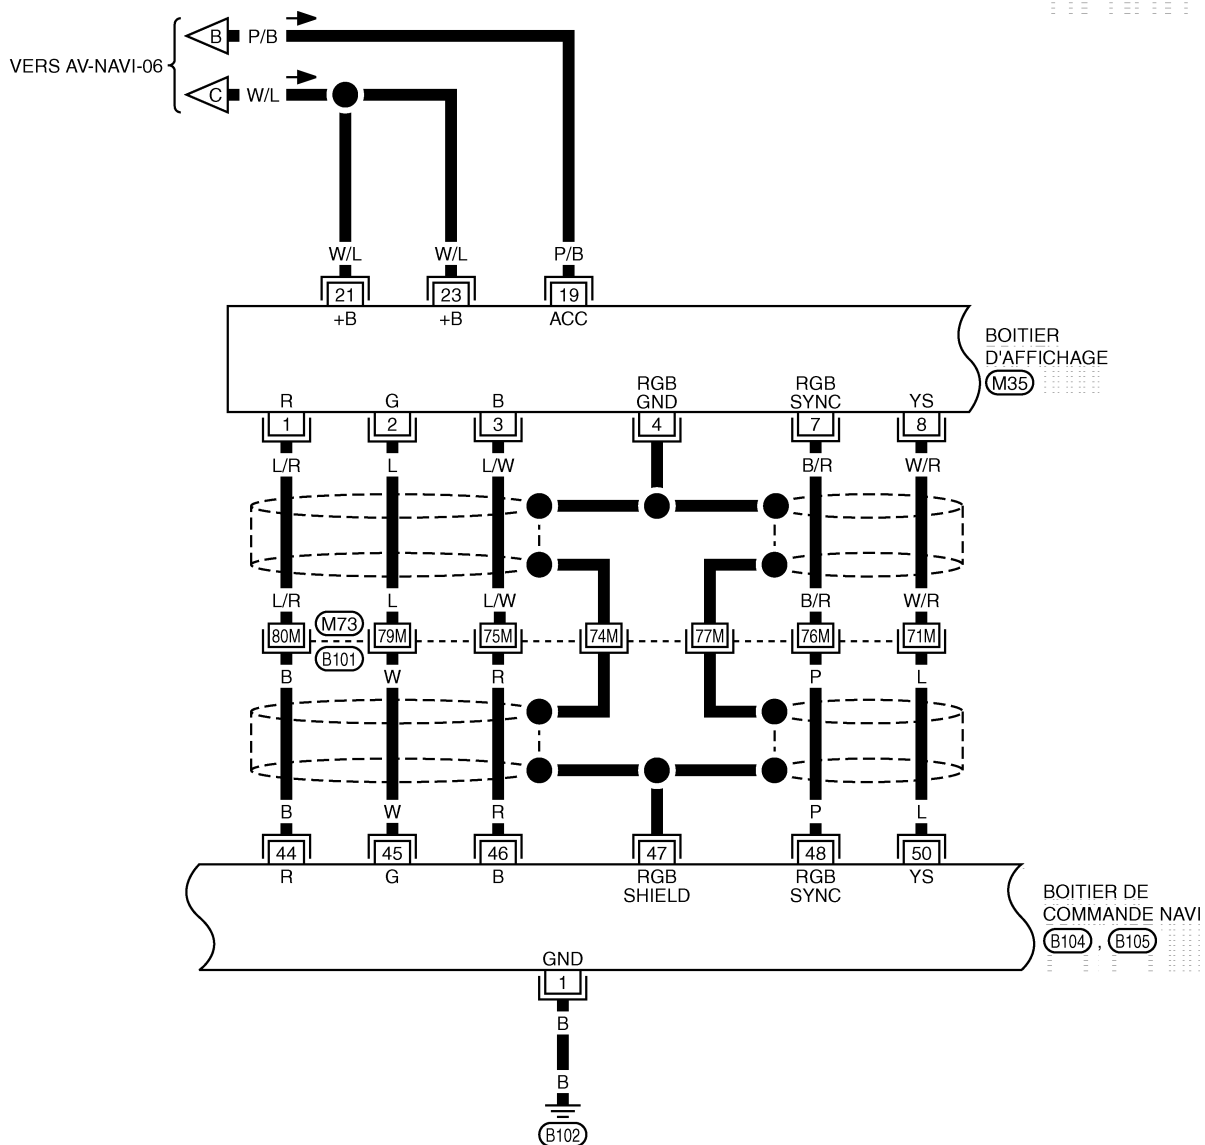 B P/B
VERS AV-NAVI-06
C W/L
W/L W/L P/B
21 23 19
+B +B ACC
BOITIER
D'AFFICHAGE
M35
R G B RGB GND RGB SYNC YS
1 2 3 4 7 8
L/R L L/W B/R W/R
L/R L L/W B/R W/R
M73
80M 79M 75M 74M 77M 76M 71M
B101
B W R P L
B W R P L
44 45 46 47 48 50
R G B RGB SHIELD RGB SYNC YS
BOITIER DE
COMMANDE NAVI
B104 , B105
GND
1
B
B
B102